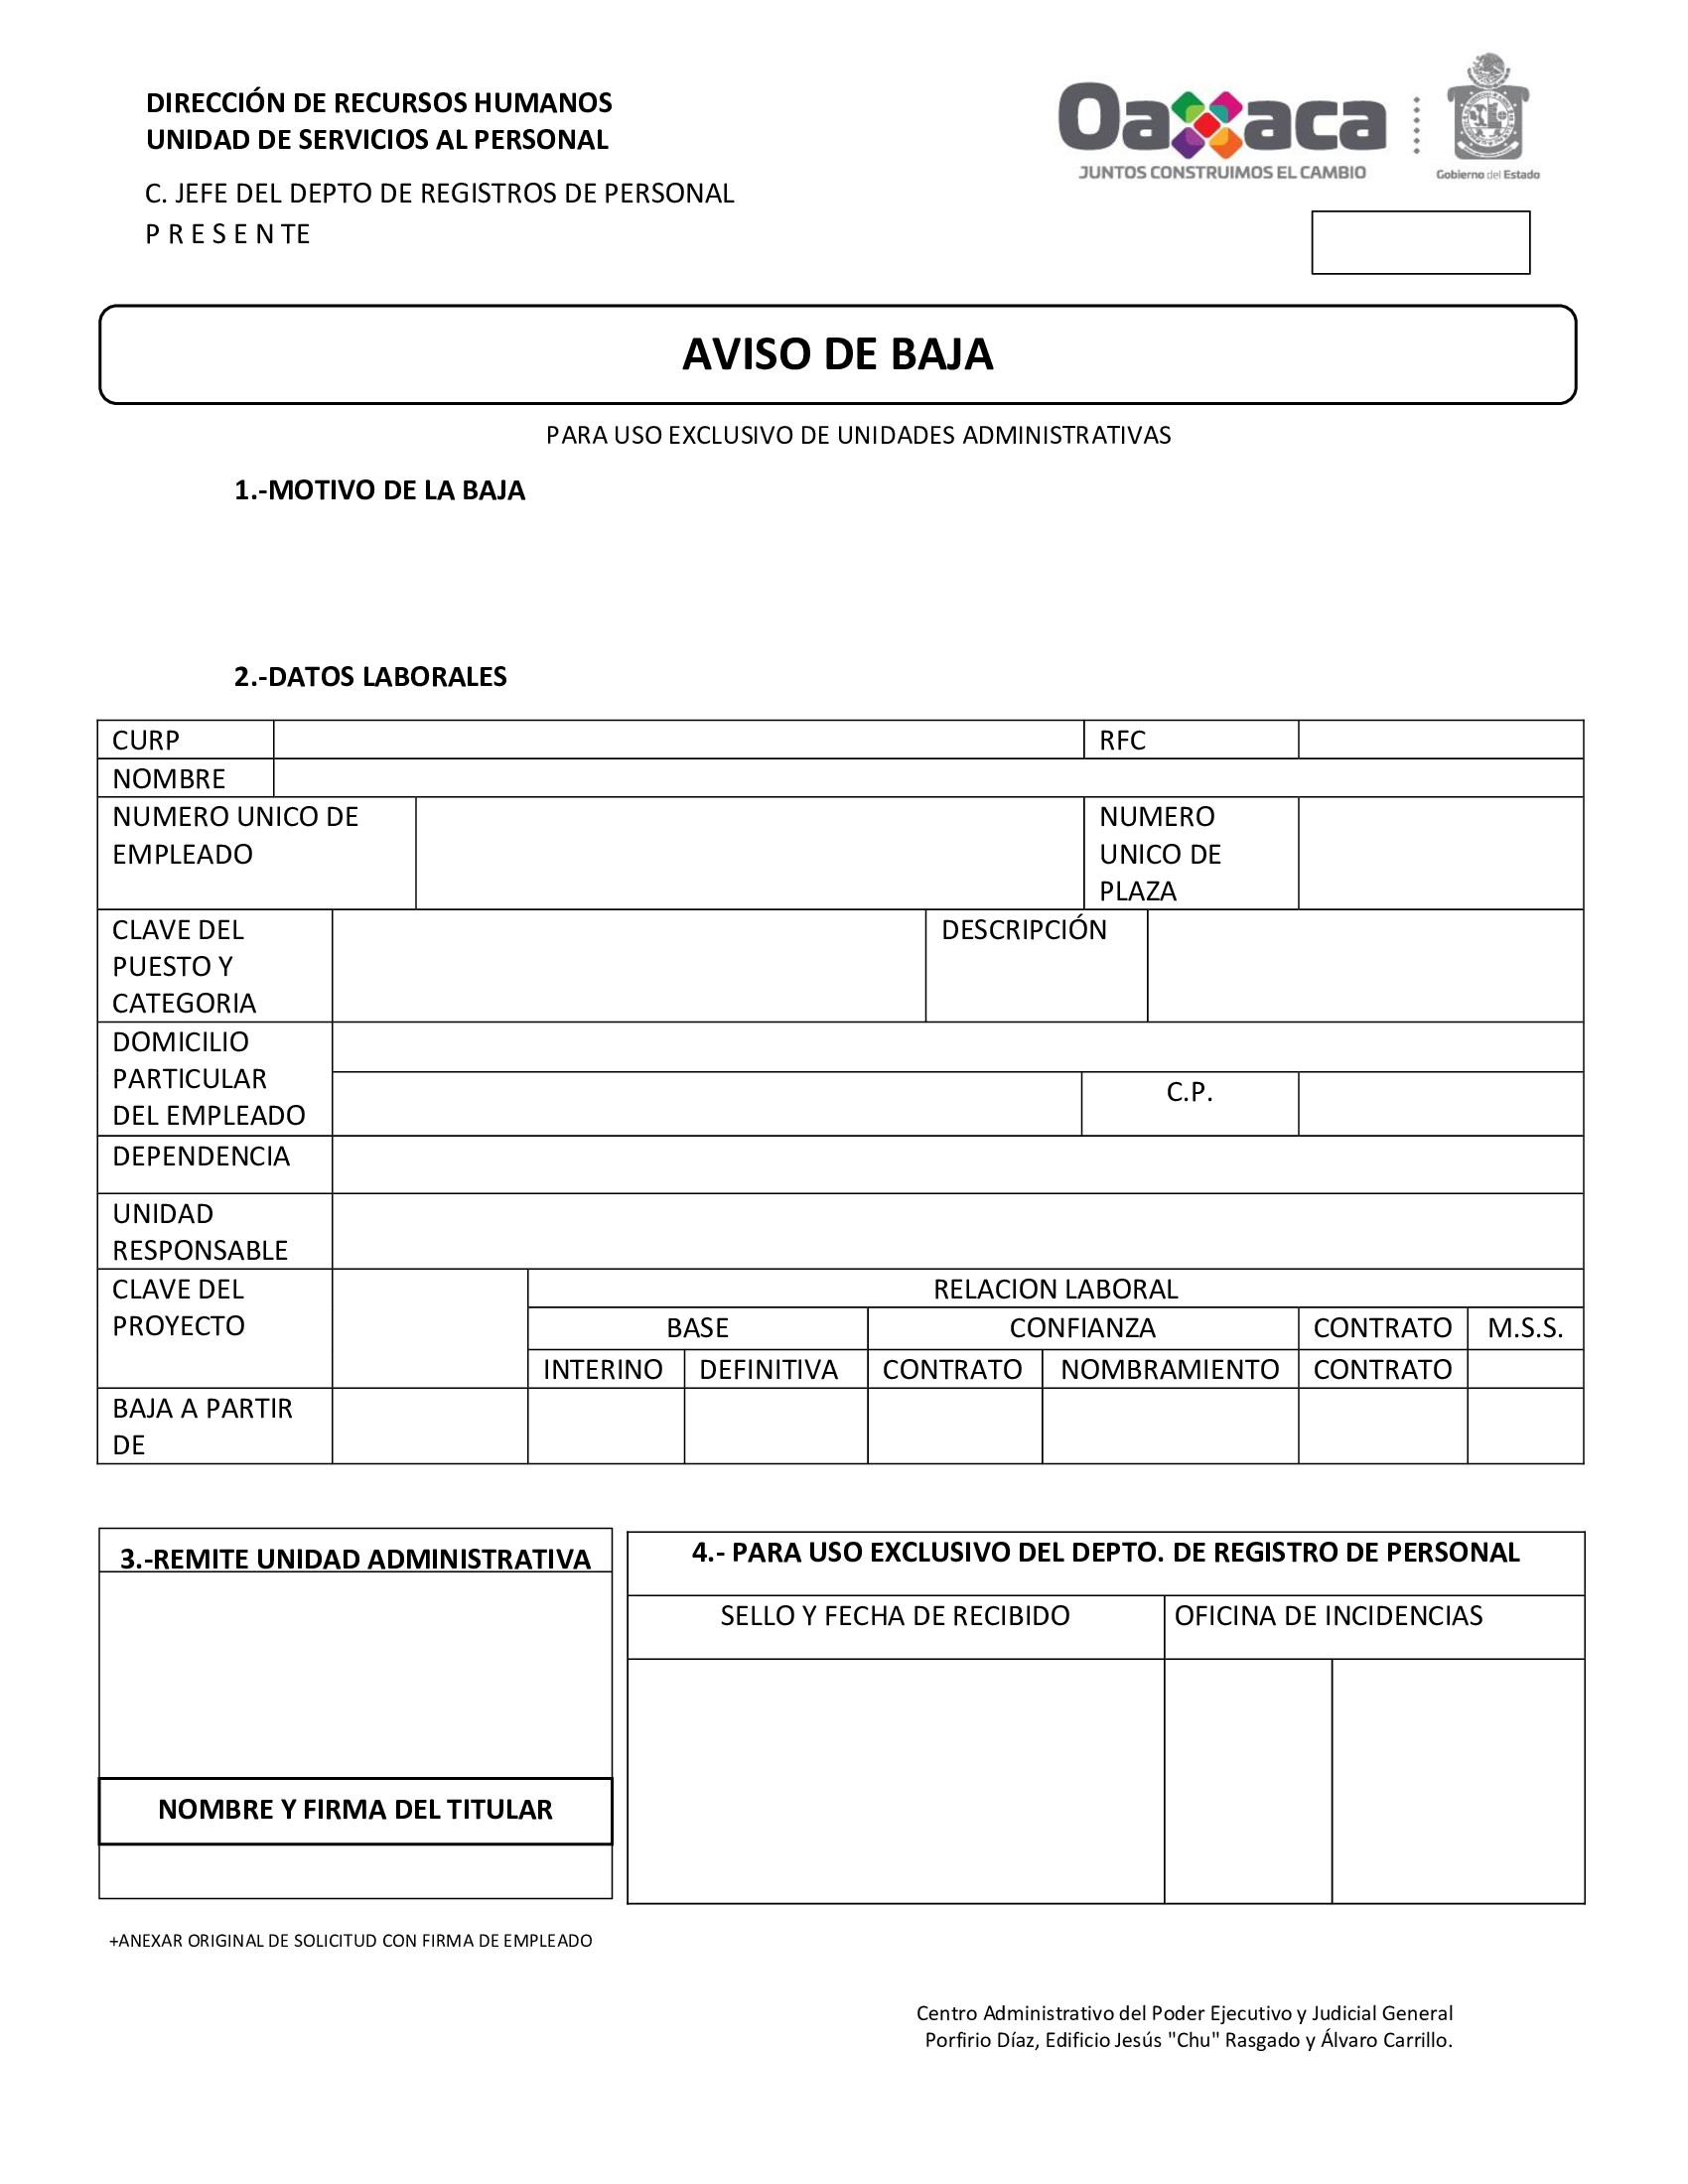 DIRECCIÓN DE RECURSOS HUMANOS
UNIDAD DE SERVICIOS AL PERSONAL
C. JEFE DEL DEPTO DE REGISTROS DE PERSONAL
P R E S E N TE
Oaxaca
JUNTOS CONSTRUIMOS EL CAMBIO
Gobierno del Estado
AVISO DE BAJA
PARA USO EXCLUSIVO DE UNIDADES ADMINISTRATIVAS
1.-MOTIVO DE LA BAJA
2.-DATOS LABORALES
CURP
RFC
NOMBRE
NUMERO UNICO DE
EMPLEADO
NUMERO
UNICO DE
PLAZA
CLAVE DEL
PUESTO Y
CATEGORIA
DESCRIPCIÓN
DOMICILIO
PARTICULAR
DEL EMPLEADO
C.P.
DEPENDENCIA
UNIDAD
RESPONSABLE
CLAVE DEL
PROYECTO
RELACION LABORAL
BASE CONFIANZA CONTRATO M.S.S.
INTERINO DEFINITIVA CONTRATO NOMBRAMIENTO CONTRATO
BAJA A PARTIR
DE
3.-REMITE UNIDAD ADMINISTRATIVA
NOMBRE Y FIRMA DEL TITULAR
4.- PARA USO EXCLUSIVO DEL DEPTO. DE REGISTRO DE PERSONAL
SELLO Y FECHA DE RECIBIDO OFICINA DE INCIDENCIAS
+ANEXAR ORIGINAL DE SOLICITUD CON FIRMA DE EMPLEADO
Centro Administrativo del Poder Ejecutivo y Judicial General
Porfirio Díaz, Edificio Jesús "Chu" Rasgado y Álvaro Carrillo.